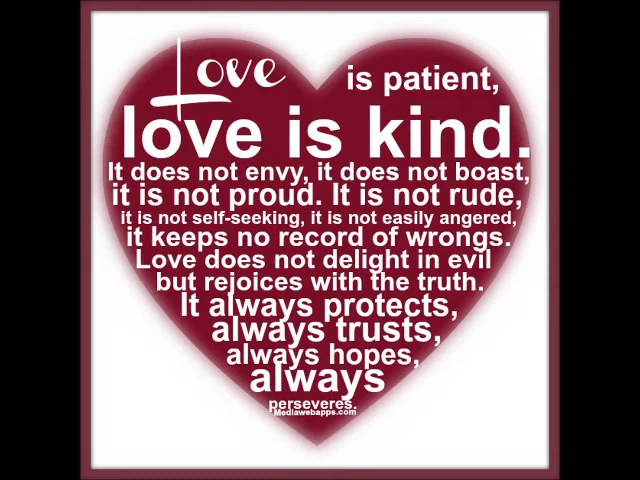 Love is patient,
love is kind.
It does not envy, it does not boast,
it is not proud. It is not rude,
it is not self-seeking, it is not easily angered,
it keeps no record of wrongs.
Love does not delight in evil
but rejoices with the truth.
It always protects,
always trusts,
always hopes,
always
perseveres.
Mediawebapps.com